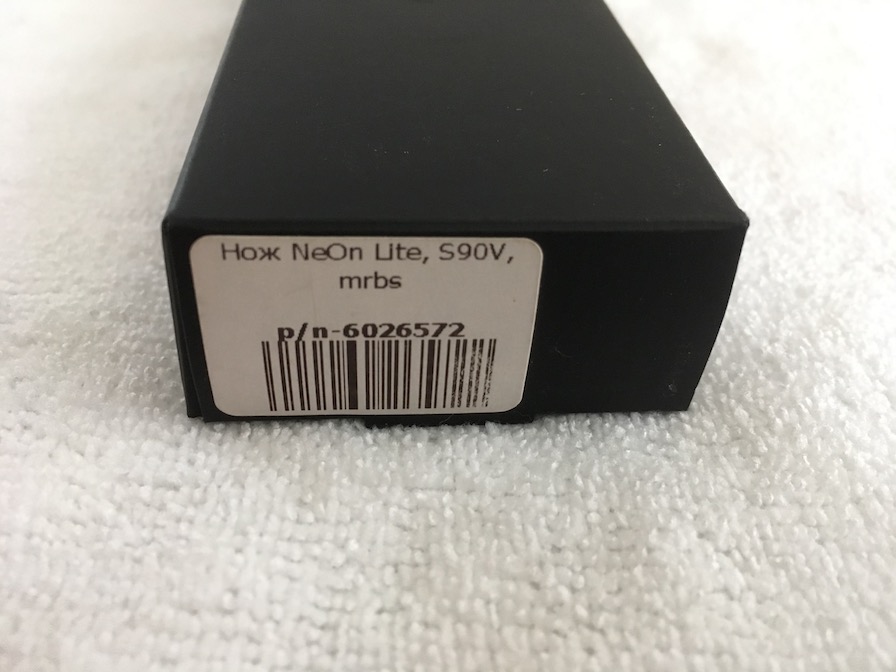 Нож NeOn Lite, S90V,
mrbs
p/n-6026572